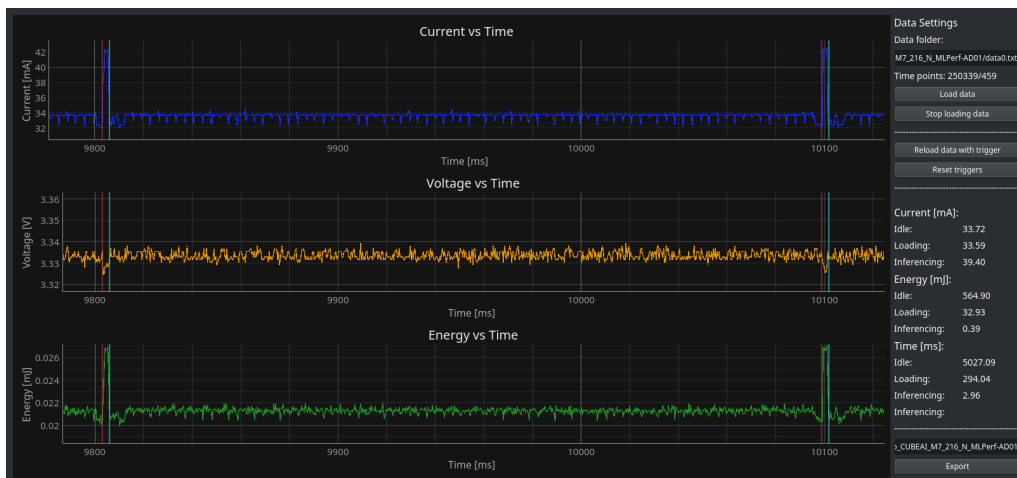 Current vs Time
Current [mA]
42
40
38
36
34
32
9800
9900
10000
10100
Time [ms]
Voltage vs Time
Voltage [V]
3.36
3.35
3.34
3.33
3.32
9800
9900
10000
10100
Time [ms]
Energy vs Time
Energy [mJ]
0.026
0.024
0.022
0.02
9800
9900
10000
10100
Time [ms]
Data Settings
Data folder:
M7_216_N_MLPerf-AD01/data0.txt
Time points: 250339/459
Load data
Stop loading data
Reload data with trigger
Reset triggers
Current [mA]:
Idle: 33.72
Loading: 33.59
Inferencing: 39.40
Energy [mJ]:
Idle: 564.90
Loading: 32.93
Inferencing: 0.39
Time [ms]:
Idle: 5027.09
Loading: 294.04
Inferencing: 2.96
Inferencing:
_CUBEAI_M7_216_N_MLPerf-AD01
Export